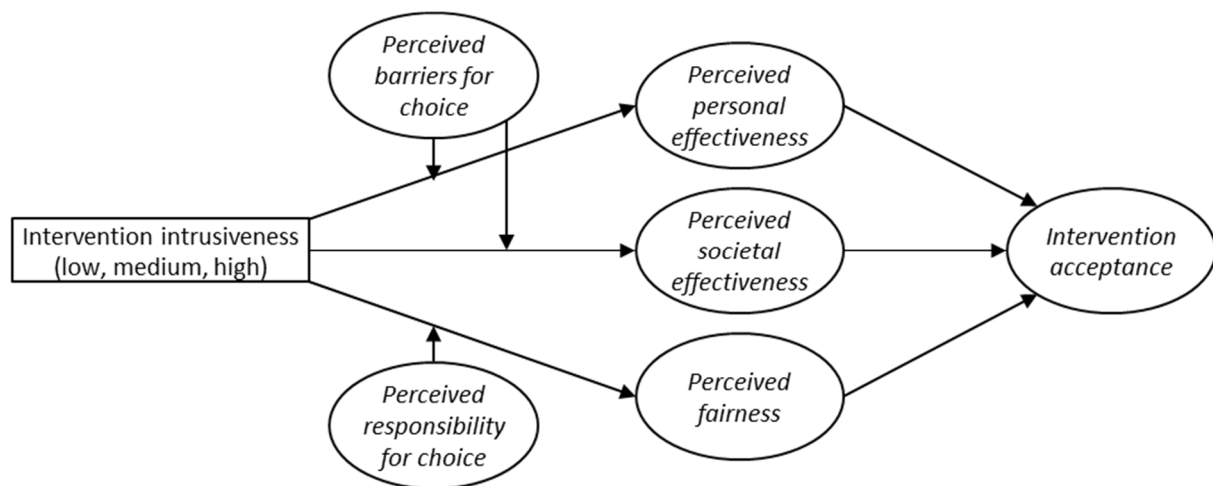 Perceived
barriers for
choice
Perceived
personal
effectiveness
Intervention intrusiveness
(low, medium, high)
Perceived
societal
effectiveness
Intervention
acceptance
Perceived
responsibility
for choice
Perceived
fairness